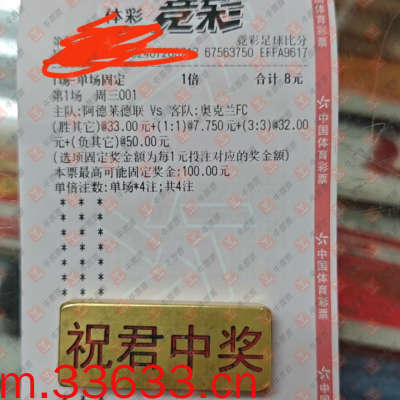 体彩 竞彩
竞彩足球比分
67563750 EFFA9617
1场-单场固定 1倍 合计 8元
第1场 周三001
主队:阿德莱德联 Vs 客队:奥克兰FC
(胜其它)@33.00元+(1:1)@7.750元+(3:3)@32.00
元+(负其它)@50.00元
(选项固定奖金额为每1元投注对应的奖金额)
本票最高可能固定奖金:100.00元
单倍注数:单场*4注;共4注
* * *
* * *
* * *
* * *
* * *
* * *
* * *
中国体育彩票
中国体育彩票
祝君中奖
m.33633.cn